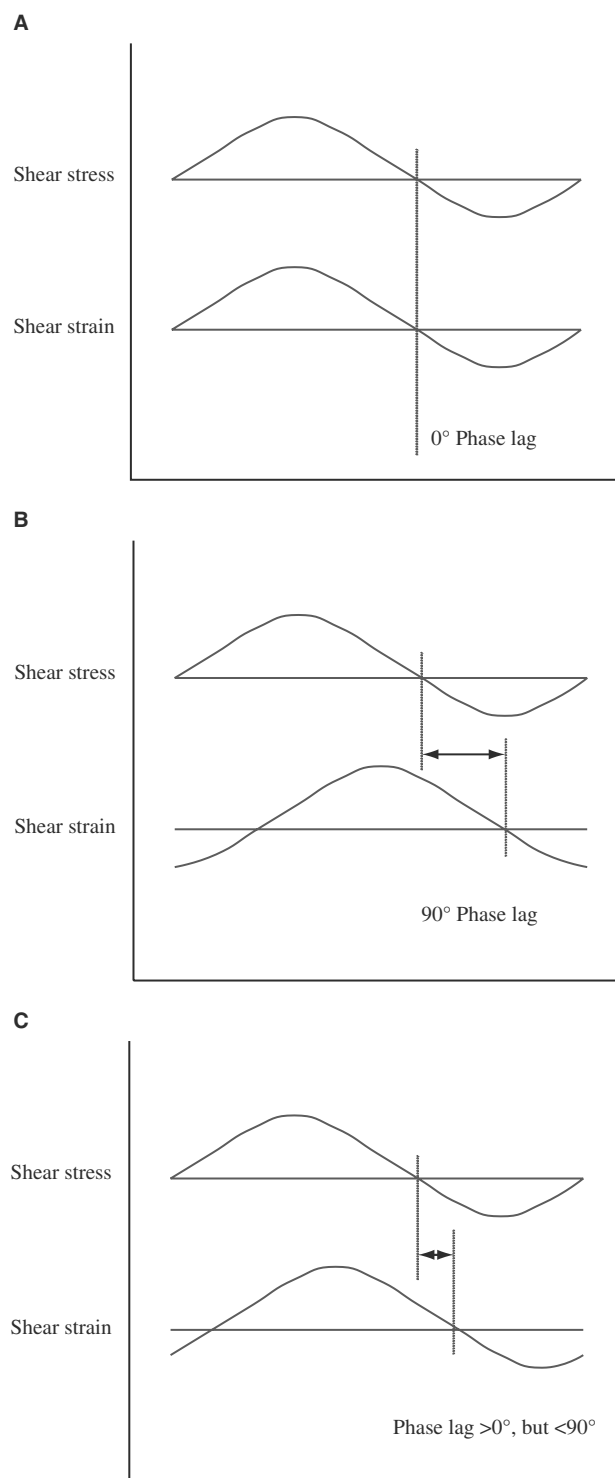 A
Shear stress
Shear strain
0° Phase lag
B
Shear stress
Shear strain
90° Phase lag
C
Shear stress
Shear strain
Phase lag >0°, but <90°